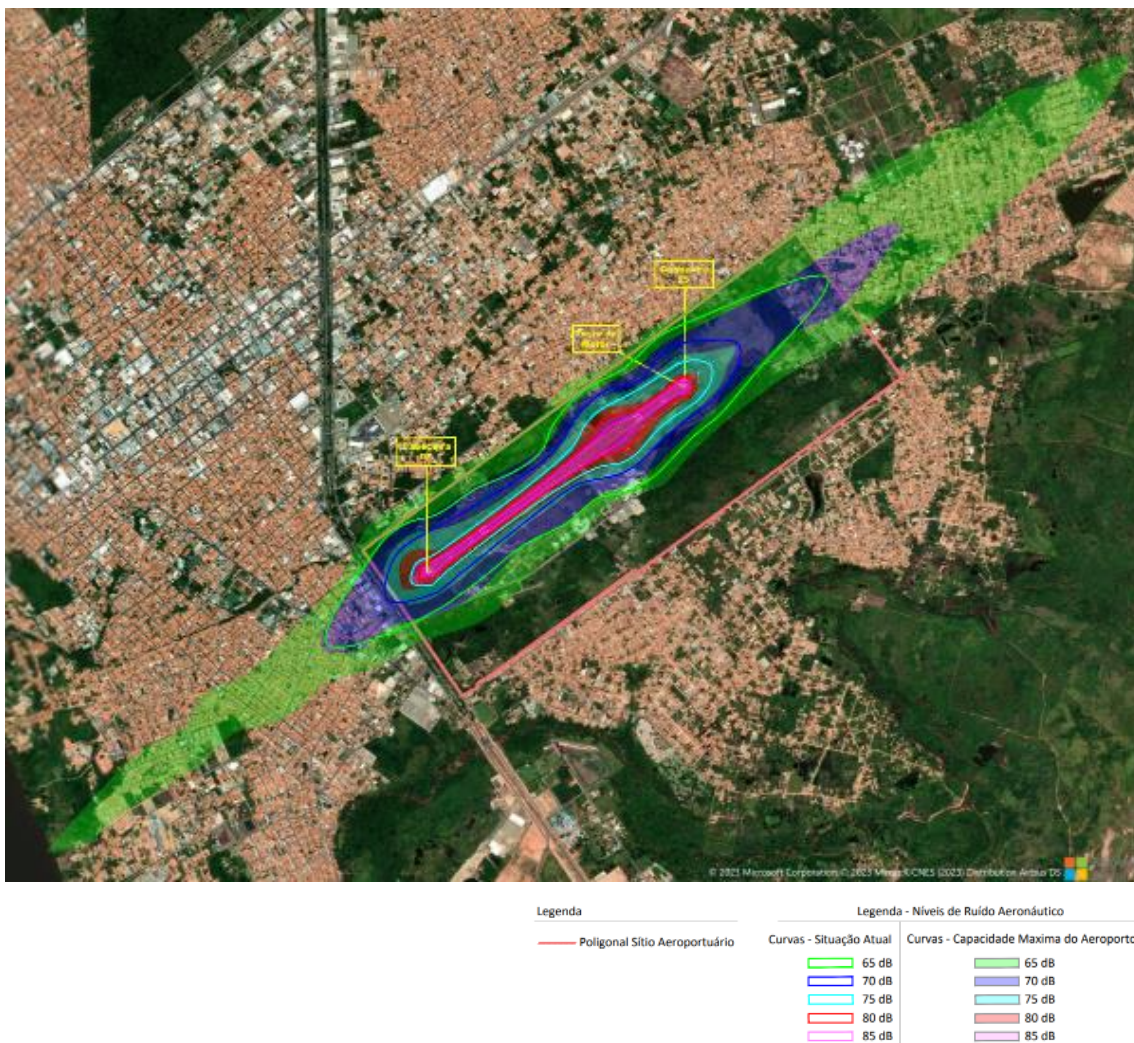 Cabeceira
© 2023 Microsoft Corporation © 2023 Maxar © CNES (2023) Distribution Airbus DS
Legenda
Poligonal Sítio Aeroportuário
Legenda - Níveis de Ruído Aeronáutico
Curvas - Situação Atual
65 dB
70 dB
75 dB
80 dB
85 dB
Curvas - Capacidade Maxima do Aeroporto
65 dB
70 dB
75 dB
80 dB
85 dB